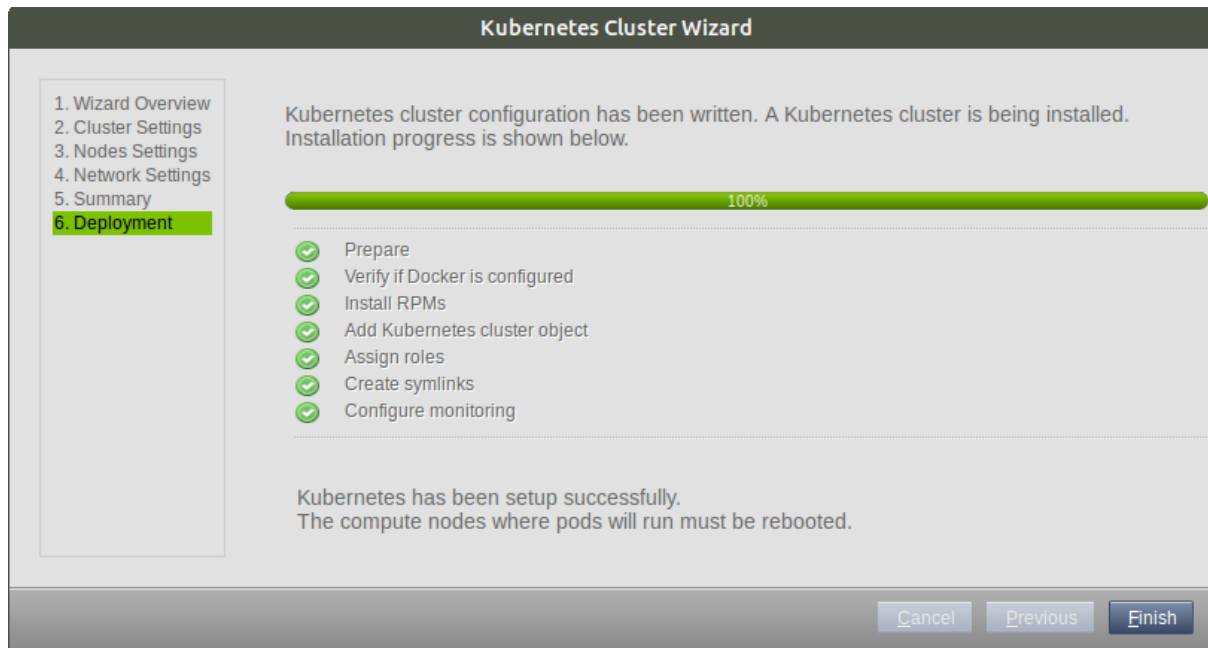 Kubernetes Cluster Wizard
1. Wizard Overview
2. Cluster Settings
3. Nodes Settings
4. Network Settings
5. Summary
6. Deployment
Kubernetes cluster configuration has been written. A Kubernetes cluster is being installed.
Installation progress is shown below.
100%
Prepare
Verify if Docker is configured
Install RPMs
Add Kubernetes cluster object
Assign roles
Create symlinks
Configure monitoring
Kubernetes has been setup successfully.
The compute nodes where pods will run must be rebooted.
Cancel Previous Finish